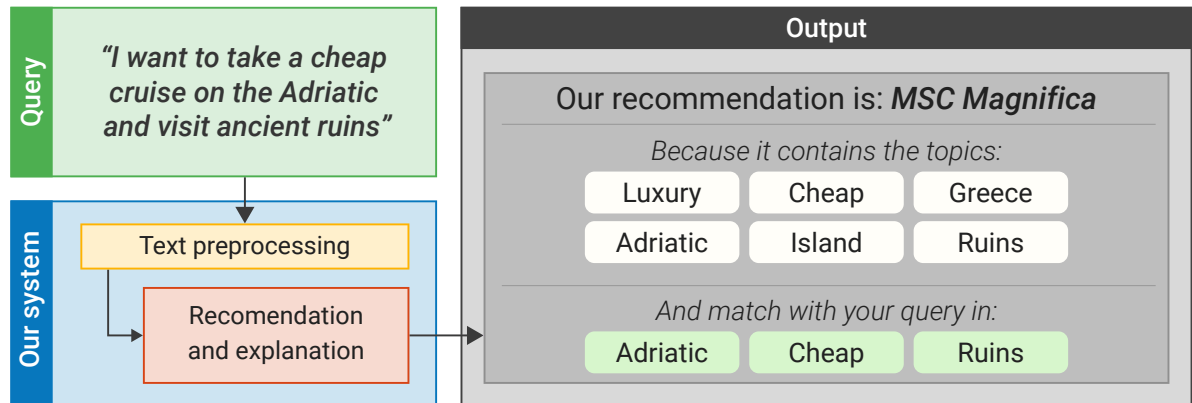 Query
“I want to take a cheap
cruise on the Adriatic
and visit ancient ruins”
Our system
Text preprocessing
Recomendation
and explanation
Output
Our recommendation is: MSC Magnifica
Because it contains the topics:
Luxury Cheap Greece
Adriatic Island Ruins
And match with your query in:
Adriatic Cheap Ruins